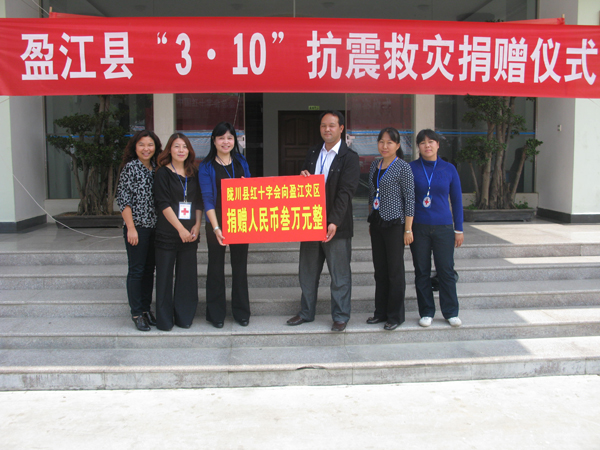 盈江县“3·10”抗震救灾捐赠仪式
陇川县红十字会向盈江灾区
捐赠人民币叁万元整